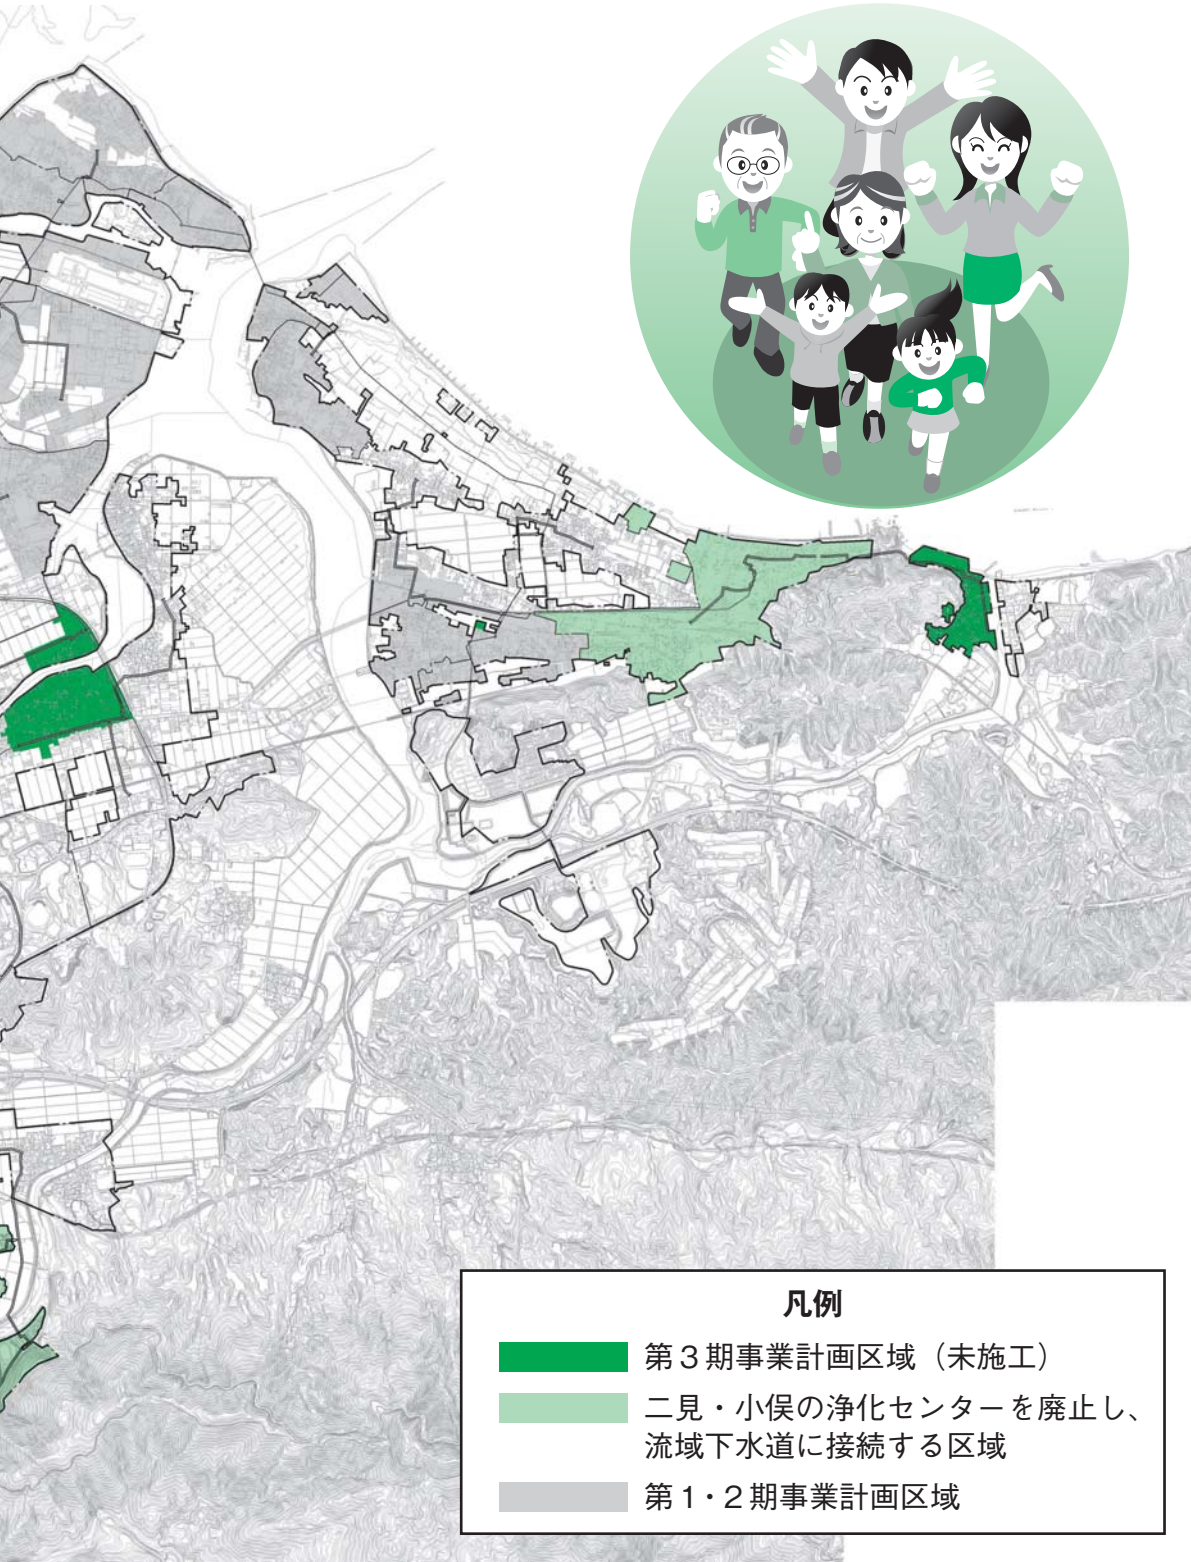 凡例
第３期事業計画区域（未施工）
二見・小俣の浄化センターを廃止し、
流域下水道に接続する区域
第１・２期事業計画区域